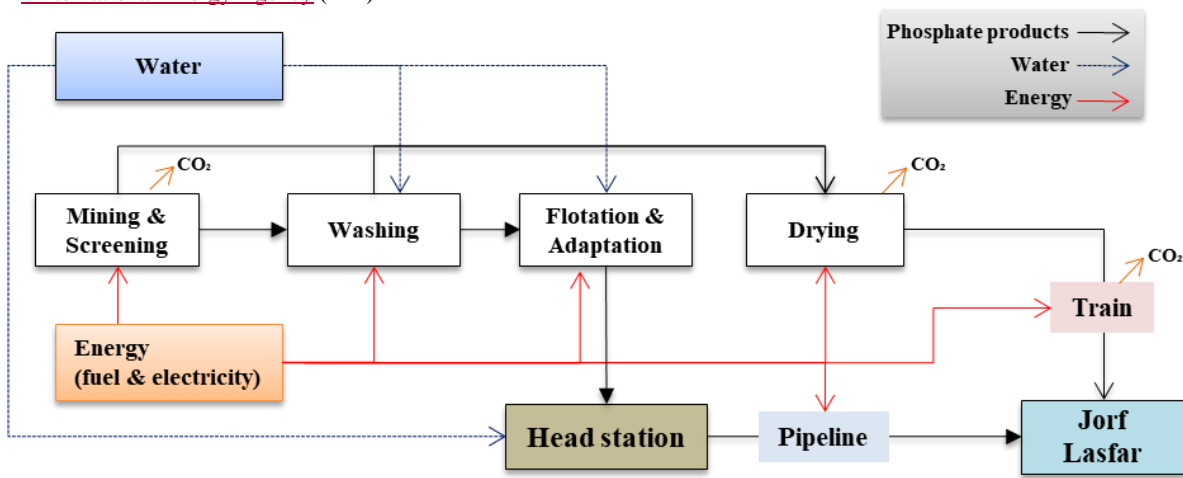 Phosphate products
Water
Energy
Water
CO₂
CO₂
Mining &
Screening
Washing
Flotation &
Adaptation
Drying
CO₂
Train
Energy
(fuel & electricity)
Head station
Pipeline
Jorf
Lasfar